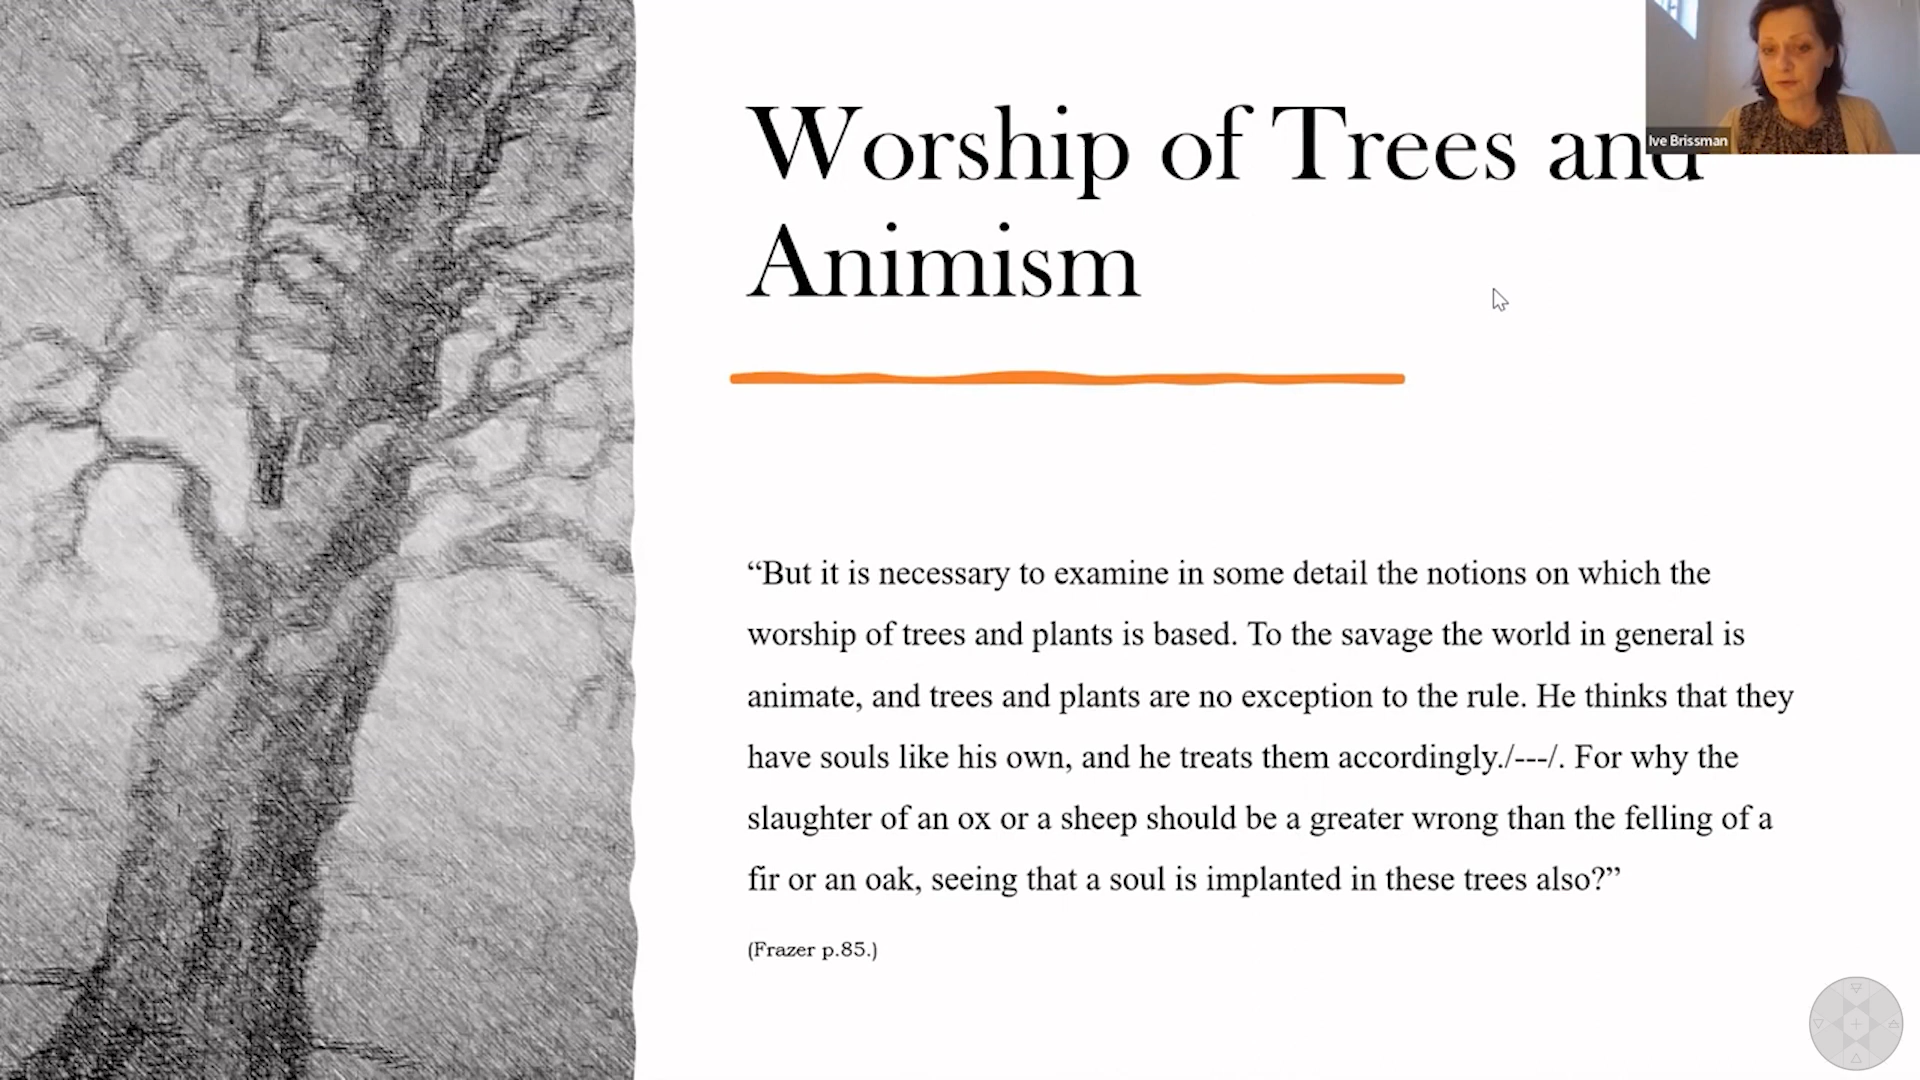 Worship of Trees and
Animism
Ive Brissman
“But it is necessary to examine in some detail the notions on which the
worship of trees and plants is based. To the savage the world in general is
animate, and trees and plants are no exception to the rule. He thinks that they
have souls like his own, and he treats them accordingly./---/. For why the
slaughter of an ox or a sheep should be a greater wrong than the felling of a
fir or an oak, seeing that a soul is implanted in these trees also?”
(Frazer p.85.)